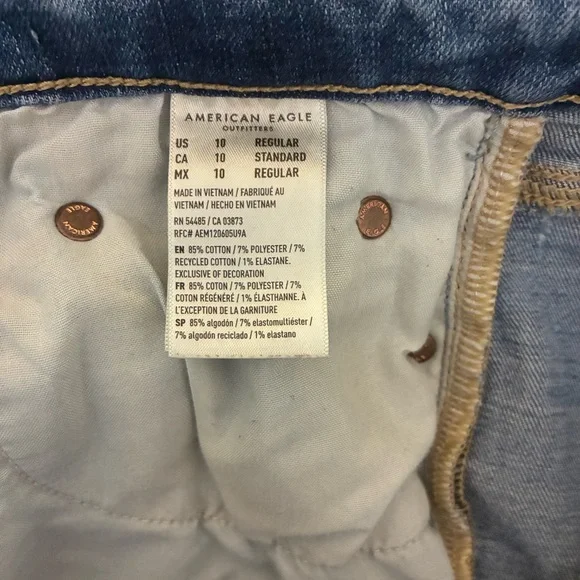 AMERICAN EAGLE
OUTFITTERS
US 10 REGULAR
CA 10 STANDARD
MX 10 REGULAR
MADE IN VIETNAM / FABRIQUÉ AU
VIETNAM / HECHO EN VIETNAM
RN 54485 / CA 03873
RFC# AEM120605U9A
EN 85% COTTON / 7% POLYESTER / 7%
RECYCLED COTTON / 1% ELASTANE.
EXCLUSIVE OF DECORATION
FR 85% COTON / 7% POLYESTER / 7%
COTON RÉGÉNÉRÉ / 1% ÉLASTHANNE. À
L'EXCEPTION DE LA GARNITURE
SP 85% algodón / 7% elastomultiéster /
7% algodón reciclado / 1% elastano
AMERICAN EAGLE
AMERICAN